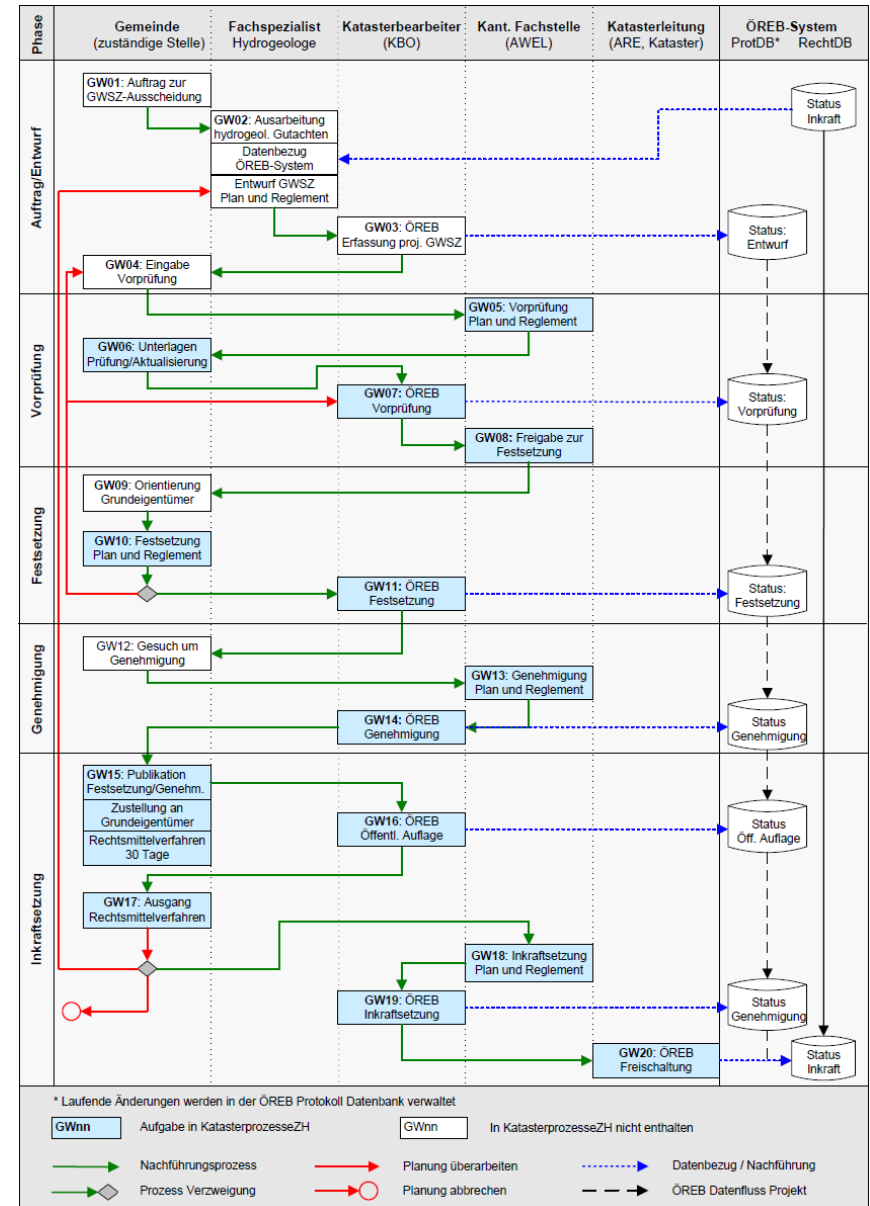 Phase
Gemeinde
(zuständige Stelle)
Fachspezialist
Hydrogeologe
Katasterbearbeiter
(KBO)
Kant. Fachstelle
(AWEL)
Katasterleitung
(ARE, Kataster)
ÖREB-System
ProtDB* RechtDB
Auftrag/Entwurf
GW01: Auftrag zur
GWSZ-Ausscheidung
Status
Inkraft
GW02: Ausarbeitung
hydrogeol. Gutachten
Datenbezug
ÖREB-System
Entwurf GWSZ
Plan und Reglement
GW03: ÖREB
Erfassung proj. GWSZ
Status:
Entwurf
GW04: Eingabe
Vorprüfung
Vorprüfung
GW05: Vorprüfung
Plan und Reglement
GW06: Unterlagen
Prüfung/Aktualisierung
GW07: ÖREB
Vorprüfung
Status:
Vorprüfung
GW08: Freigabe zur
Festsetzung
Festsetzung
GW09: Orientierung
Grundeigentümer
GW10: Festsetzung
Plan und Reglement
GW11: ÖREB
Festsetzung
Status:
Festsetzung
Genehmigung
GW12: Gesuch um
Genehmigung
GW13: Genehmigung
Plan und Reglement
GW14: ÖREB
Genehmigung
Status
Genehmigung
Inkraftsetzung
GW15: Publikation
Festsetzung/Genehm.
Zustellung an
Grundeigentümer
Rechtsmittelverfahren
30 Tage
GW16: ÖREB
Öffentl. Auflage
Status
Öff. Auflage
GW17: Ausgang
Rechtsmittelverfahren
GW18: Inkraftsetzung
Plan und Reglement
GW19: ÖREB
Inkraftsetzung
Status
Genehmigung
GW20: ÖREB
Freischaltung
Status
Inkraft
* Laufende Änderungen werden in der ÖREB Protokoll Datenbank verwaltet
GWnn Aufgabe in KatasterprozesseZH
GWnn In KatasterprozesseZH nicht enthalten
Nachführungsprozess
Planung überarbeiten
Datenbezug / Nachführung
Prozess Verzweigung
Planung abbrechen
ÖREB Datenfluss Projekt